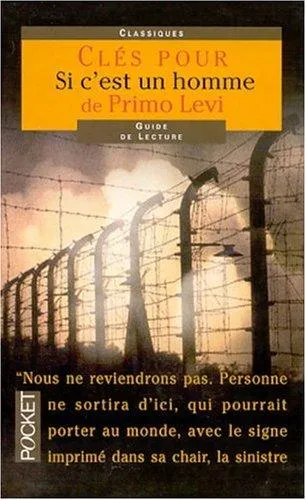 CLASSIQUES
CLÉS POUR
Si c'est un homme
de Primo Levi
GUIDE
DE LECTURE
"Nous ne reviendrons pas. Personne
ne sortira d'ici, qui pourrait
porter au monde, avec le signe
imprimé dans sa chair, la sinistre
POCKET